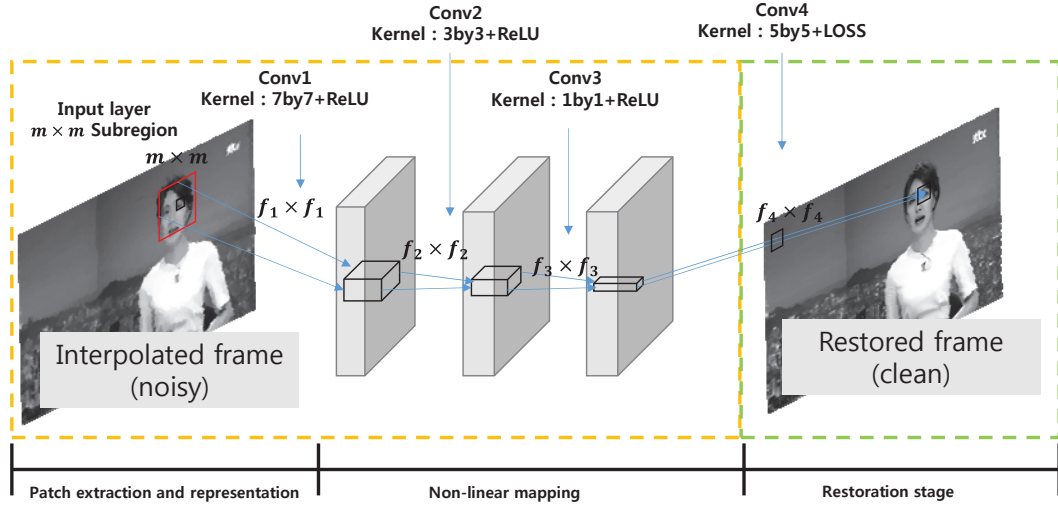 Conv2
Kernel : 3by3+ReLU
Conv4
Kernel : 5by5+LOSS
Conv1
Kernel : 7by7+ReLU
Conv3
Kernel : 1by1+ReLU
Input layer
m × m Subregion
m × m
f₁ × f₁
f₂ × f₂
f₃ × f₃
f₄ × f₄
Interpolated frame
(noisy)
Restored frame
(clean)
Patch extraction and representation
Non-linear mapping
Restoration stage